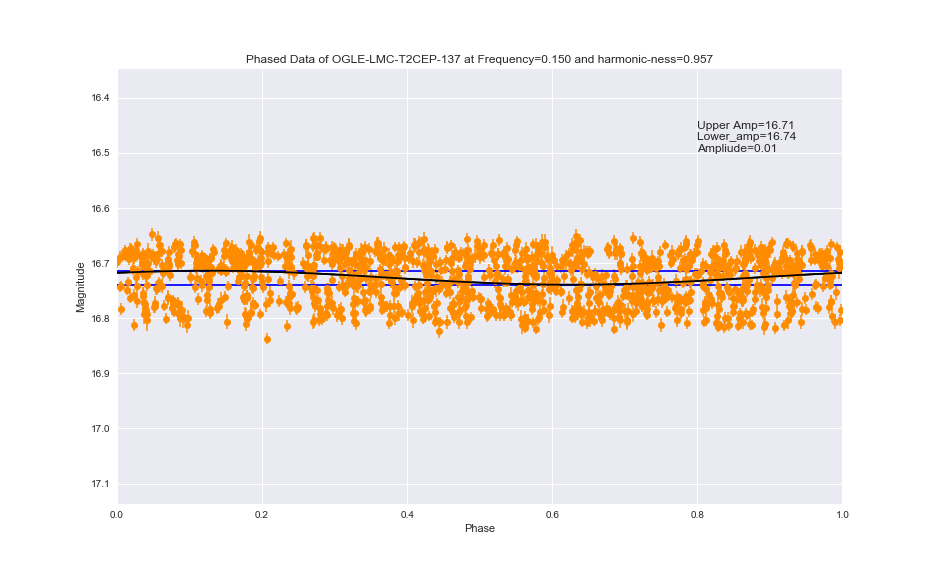 Phased Data of OGLE-LMC-T2CEP-137 at Frequency=0.150 and harmonic-ness=0.957
16.4
Upper Amp=16.71
Lower_amp=16.74
Ampliude=0.01
16.5
16.6
16.7
Magnitude
16.8
16.9
17.0
17.1
0.0 0.2 0.4 0.6 0.8 1.0
Phase